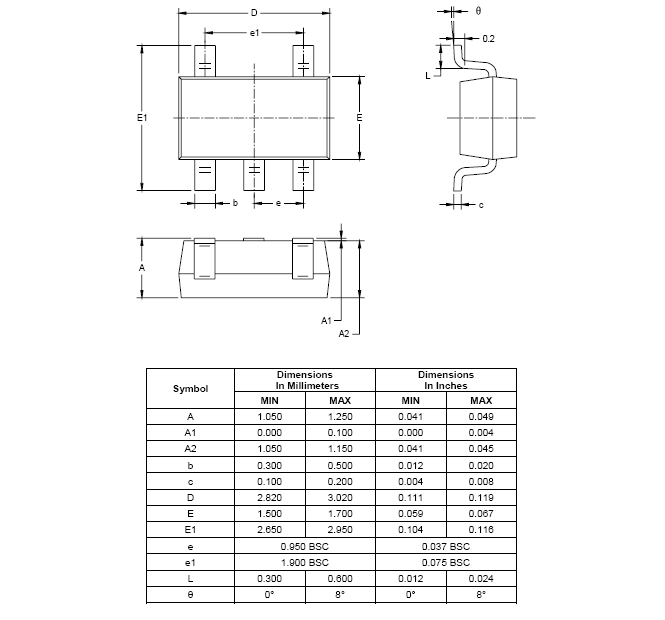 D
θ
e1
0.2
L
E1
E
b
e
c
A
A1
A2
Symbol
Dimensions In Millimeters
Dimensions In Inches
MIN MAX MIN MAX
A 1.050 1.250 0.041 0.049
A1 0.000 0.100 0.000 0.004
A2 1.050 1.150 0.041 0.045
b 0.300 0.500 0.012 0.020
c 0.100 0.200 0.004 0.008
D 2.820 3.020 0.111 0.119
E 1.500 1.700 0.059 0.067
E1 2.650 2.950 0.104 0.116
e 0.950 BSC 0.037 BSC
e1 1.900 BSC 0.075 BSC
L 0.300 0.600 0.012 0.024
θ 0° 8° 0° 8°